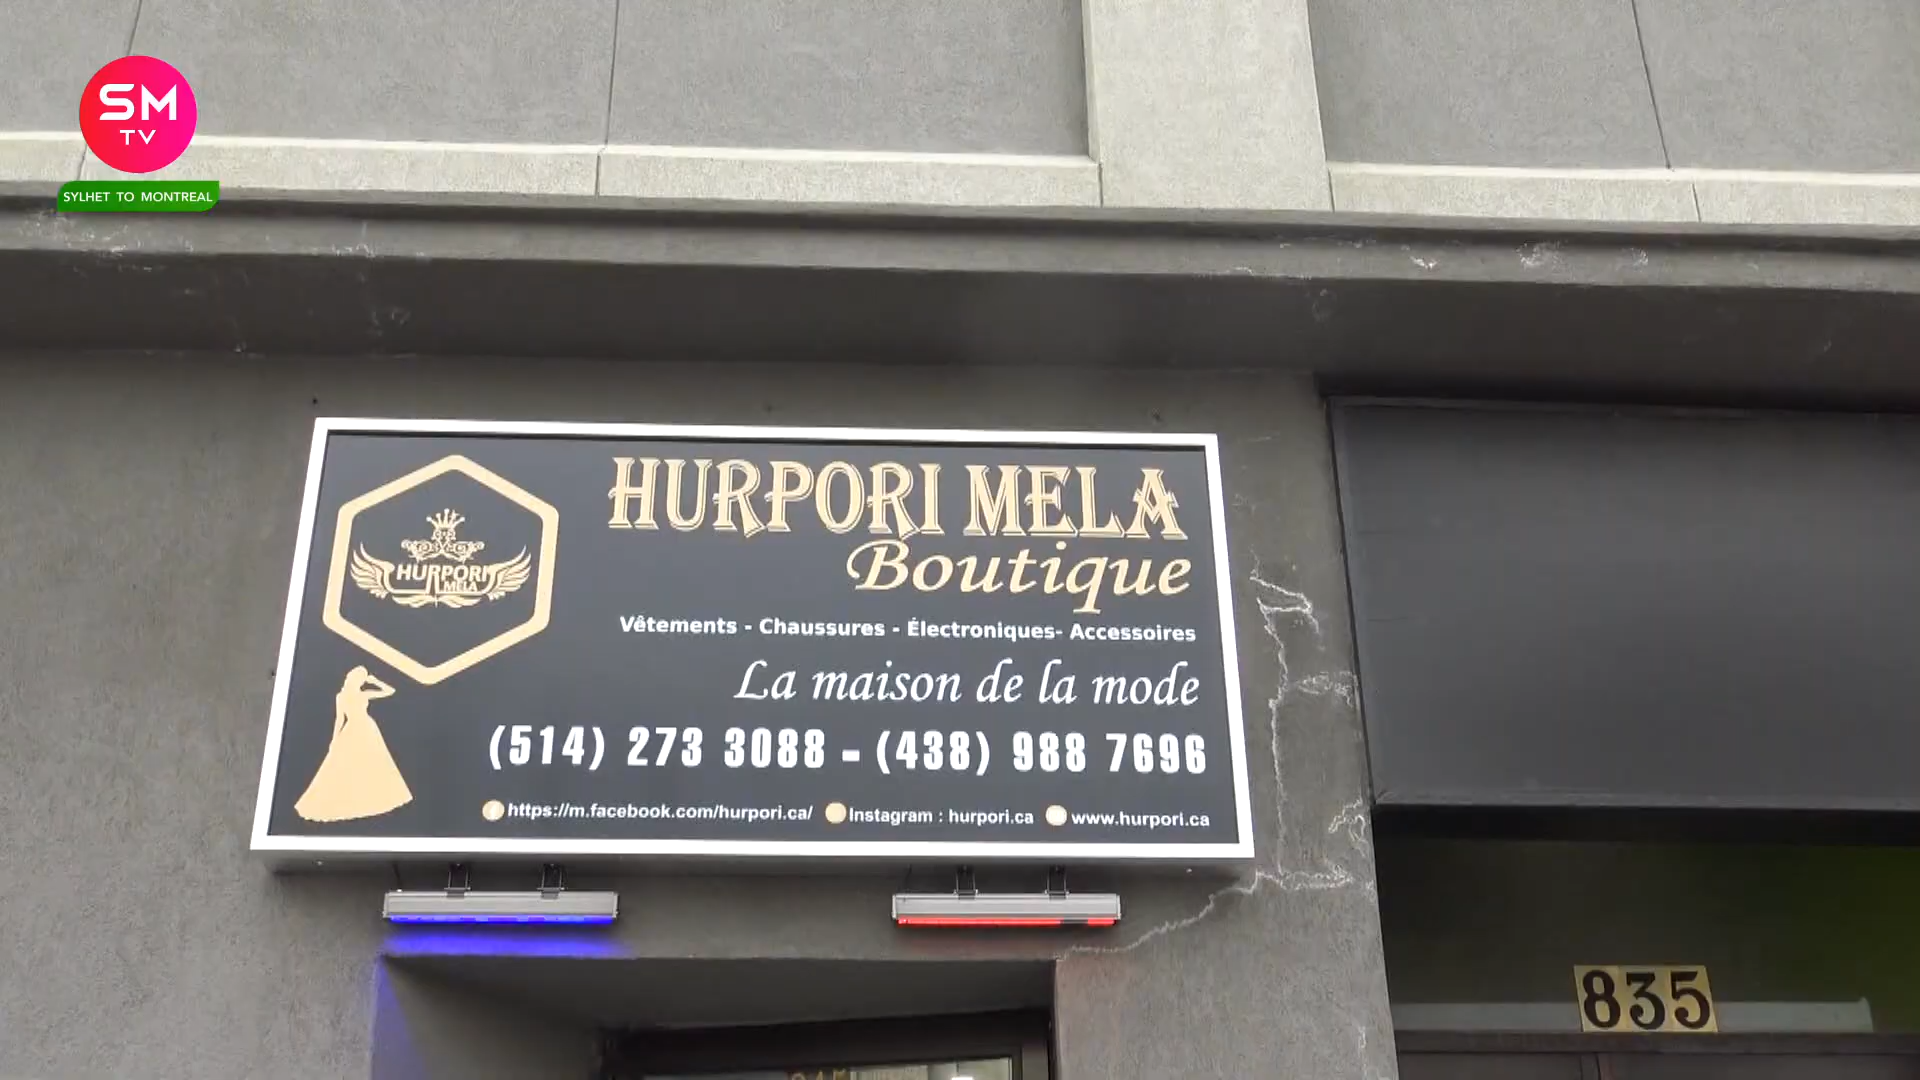 SM
TV
SYLHET TO MONTREAL
HURPORI MELA
Boutique
HURPORI
MELA
Vêtements - Chaussures - Électroniques- Accessoires
La maison de la mode
(514) 273 3088 - (438) 988 7696
https://m.facebook.com/hurpori.ca/ Instagram : hurpori.ca www.hurpori.ca
835